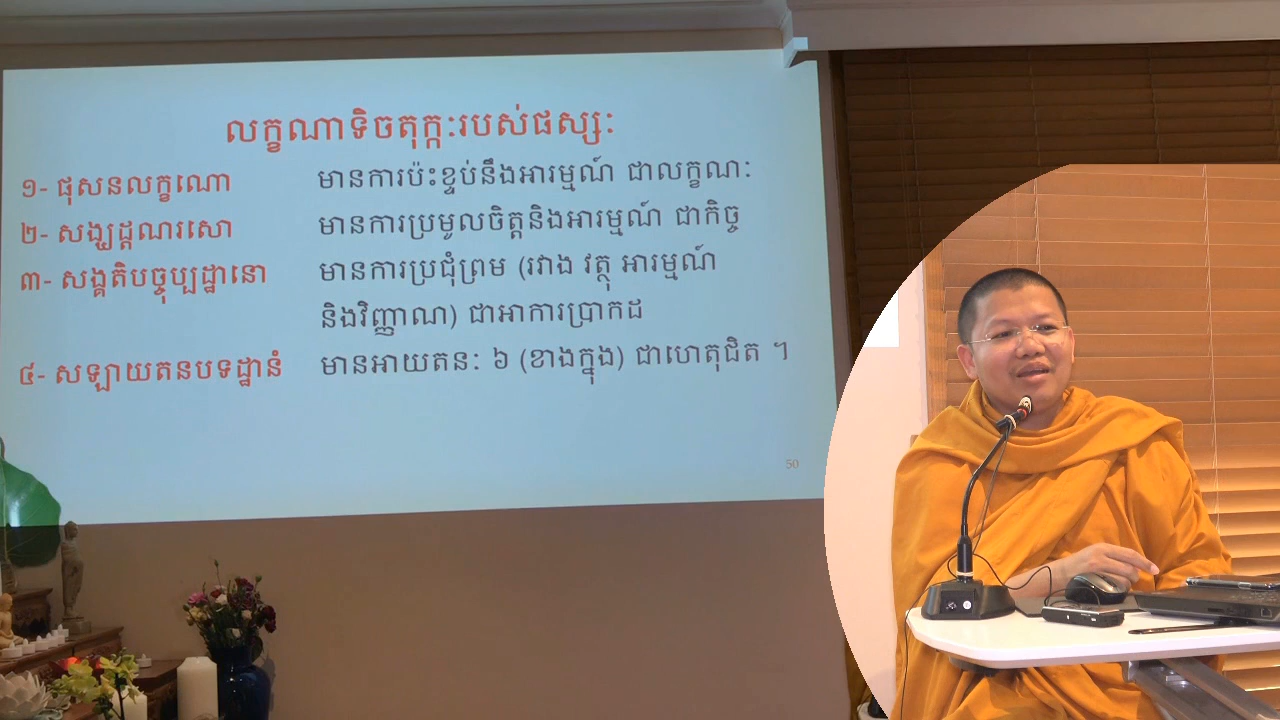 លក្ខណាទិចតុក្កៈរបស់ផស្សៈ
១- ផុសនលក្ខណោ មានការប៉ះខ្ទប់នឹងអារម្មណ៍ ជាលក្ខណៈ
២- សង្ឃដ្តណរសោ មានការប្រមូលចិត្តនិងអារម្មណ៍ ជាកិច្ច
៣- សង្គតិបច្ចុប្បដ្ឋានោ មានការប្រជុំព្រម (រវាង វត្ថុ អារម្មណ៍
និងវិញ្ញាណ) ជាអាការប្រាកដ
៤- សឡាយតនបទដ្ឋានំ មានអាយតនៈ ៦ (ខាងក្នុង) ជាហេតុជិត ។
50